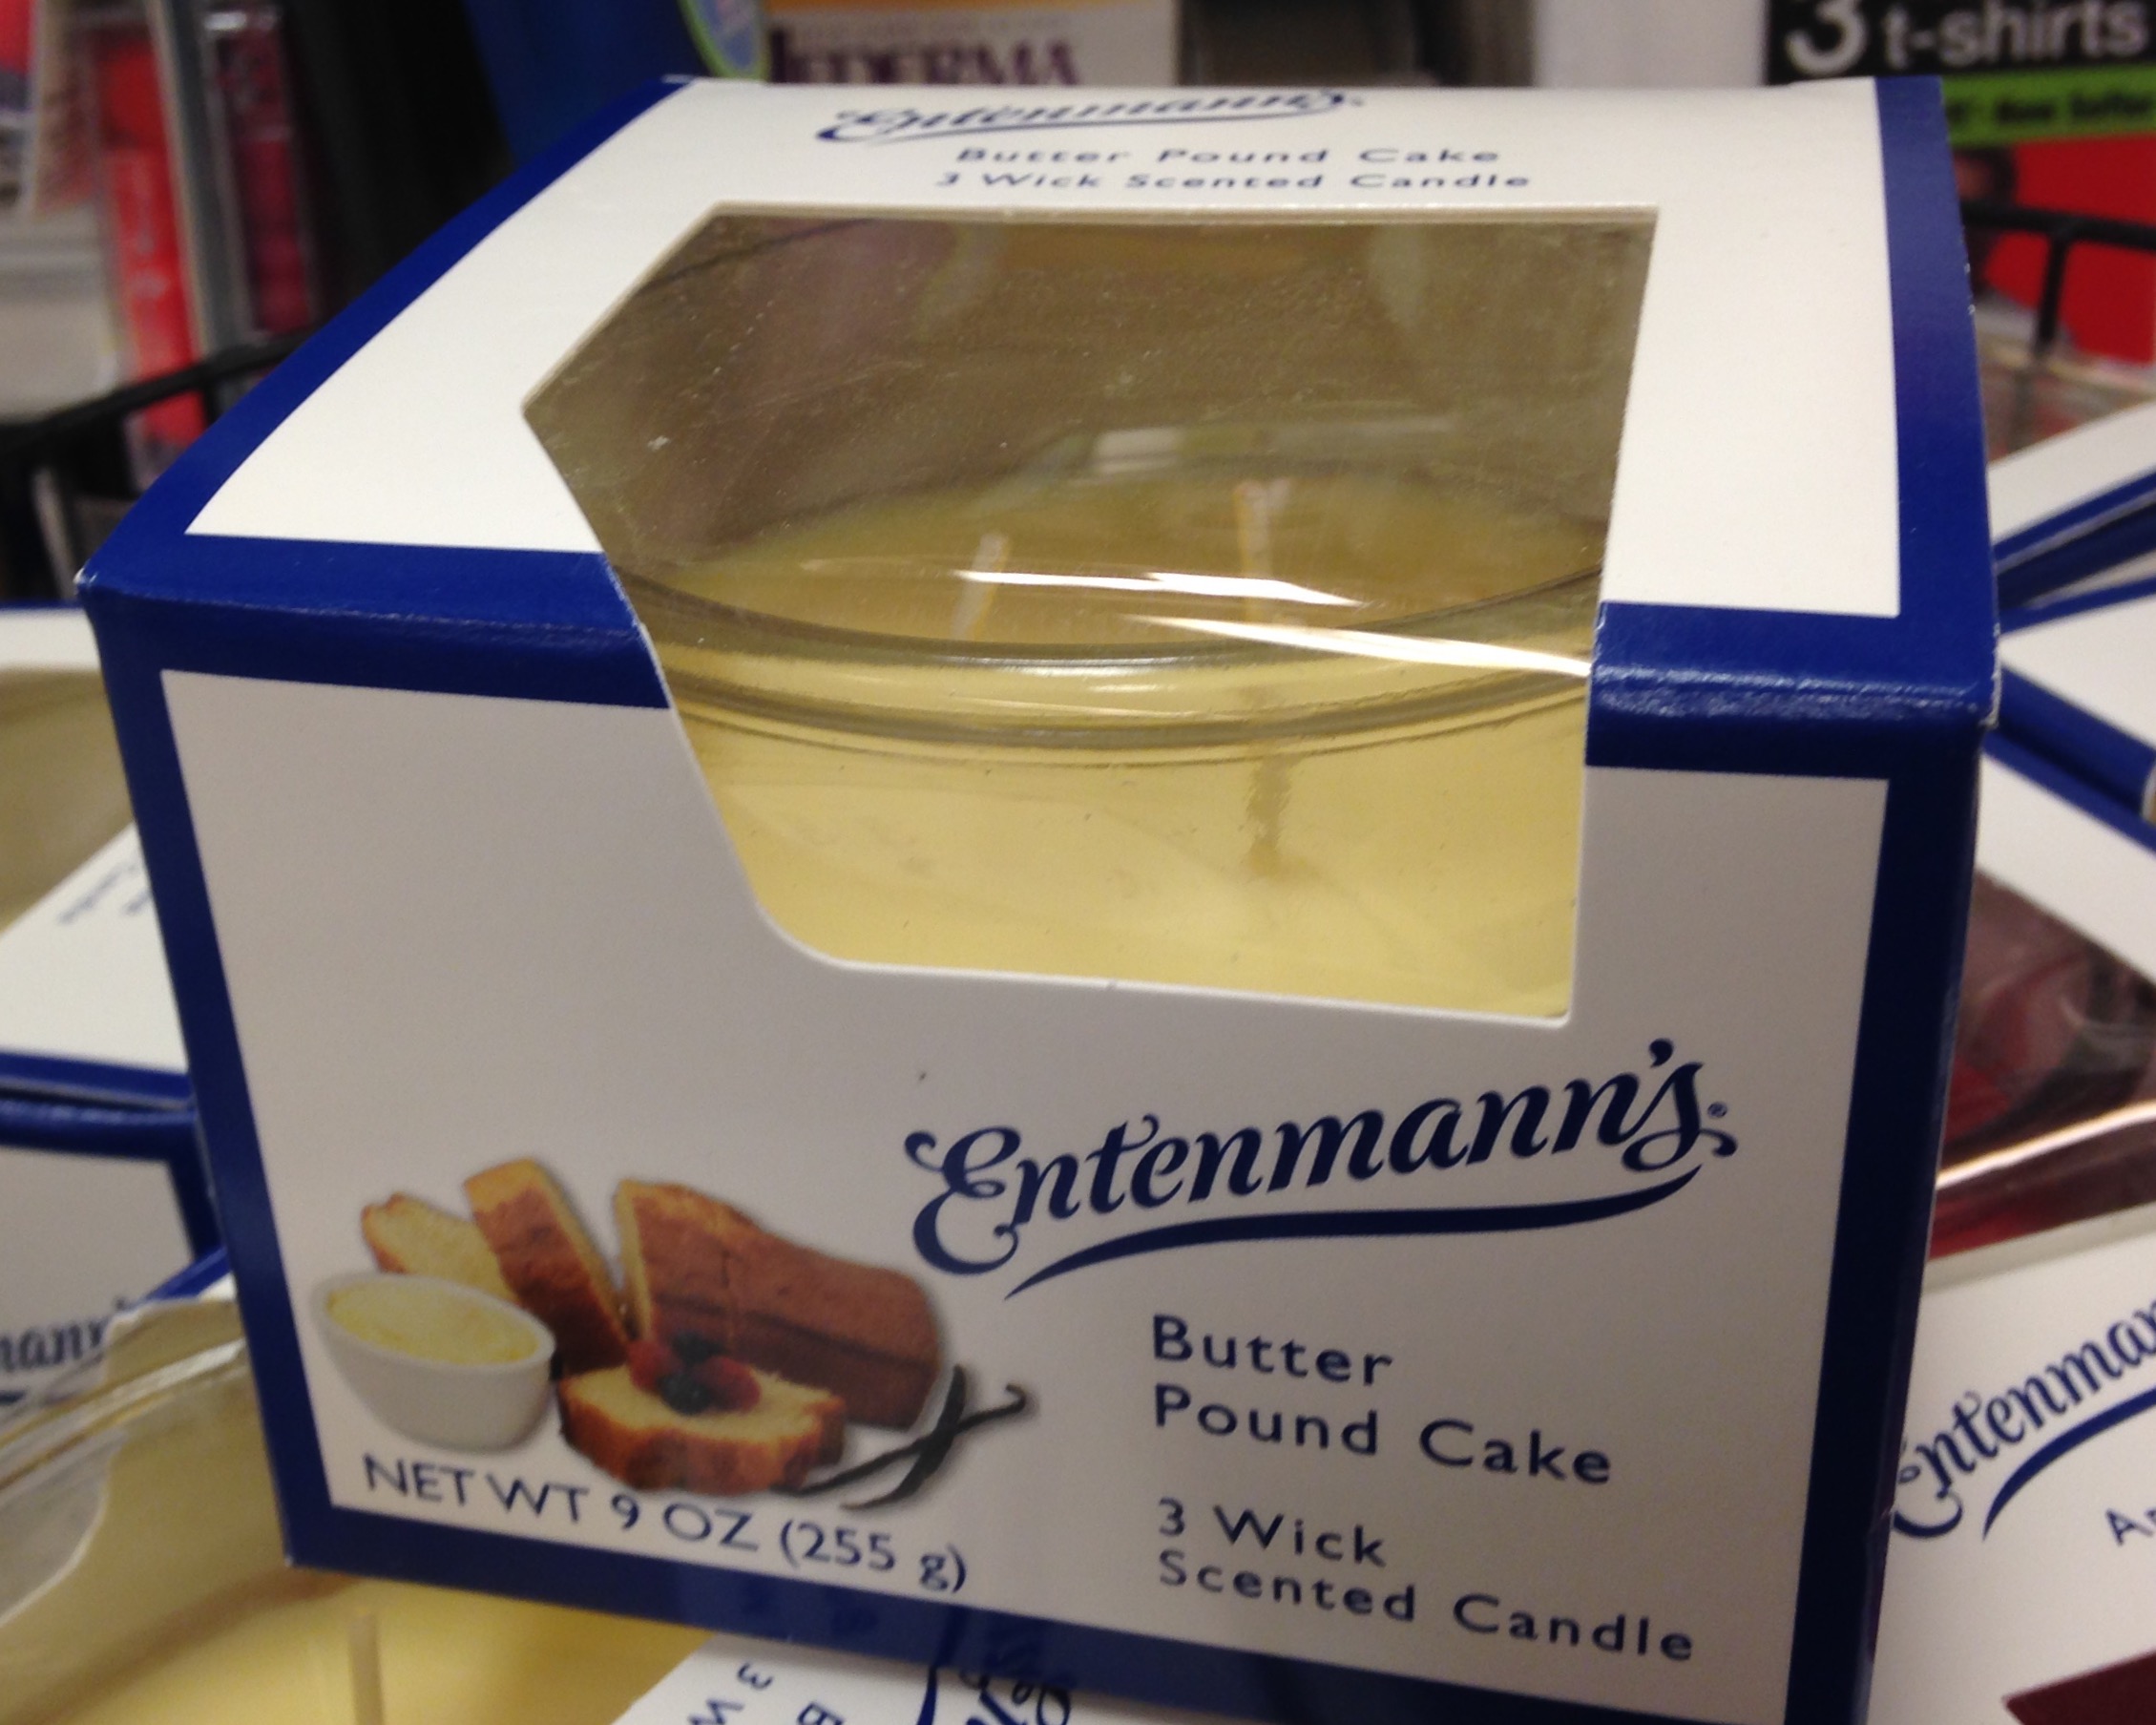 3 t-shirts
Entenmann's
Butter Pound Cake
3 Wick Scented Candle
Entenmann's®
Butter
Pound Cake
3 Wick
Scented Candle
NET WT 9 OZ (255 g)